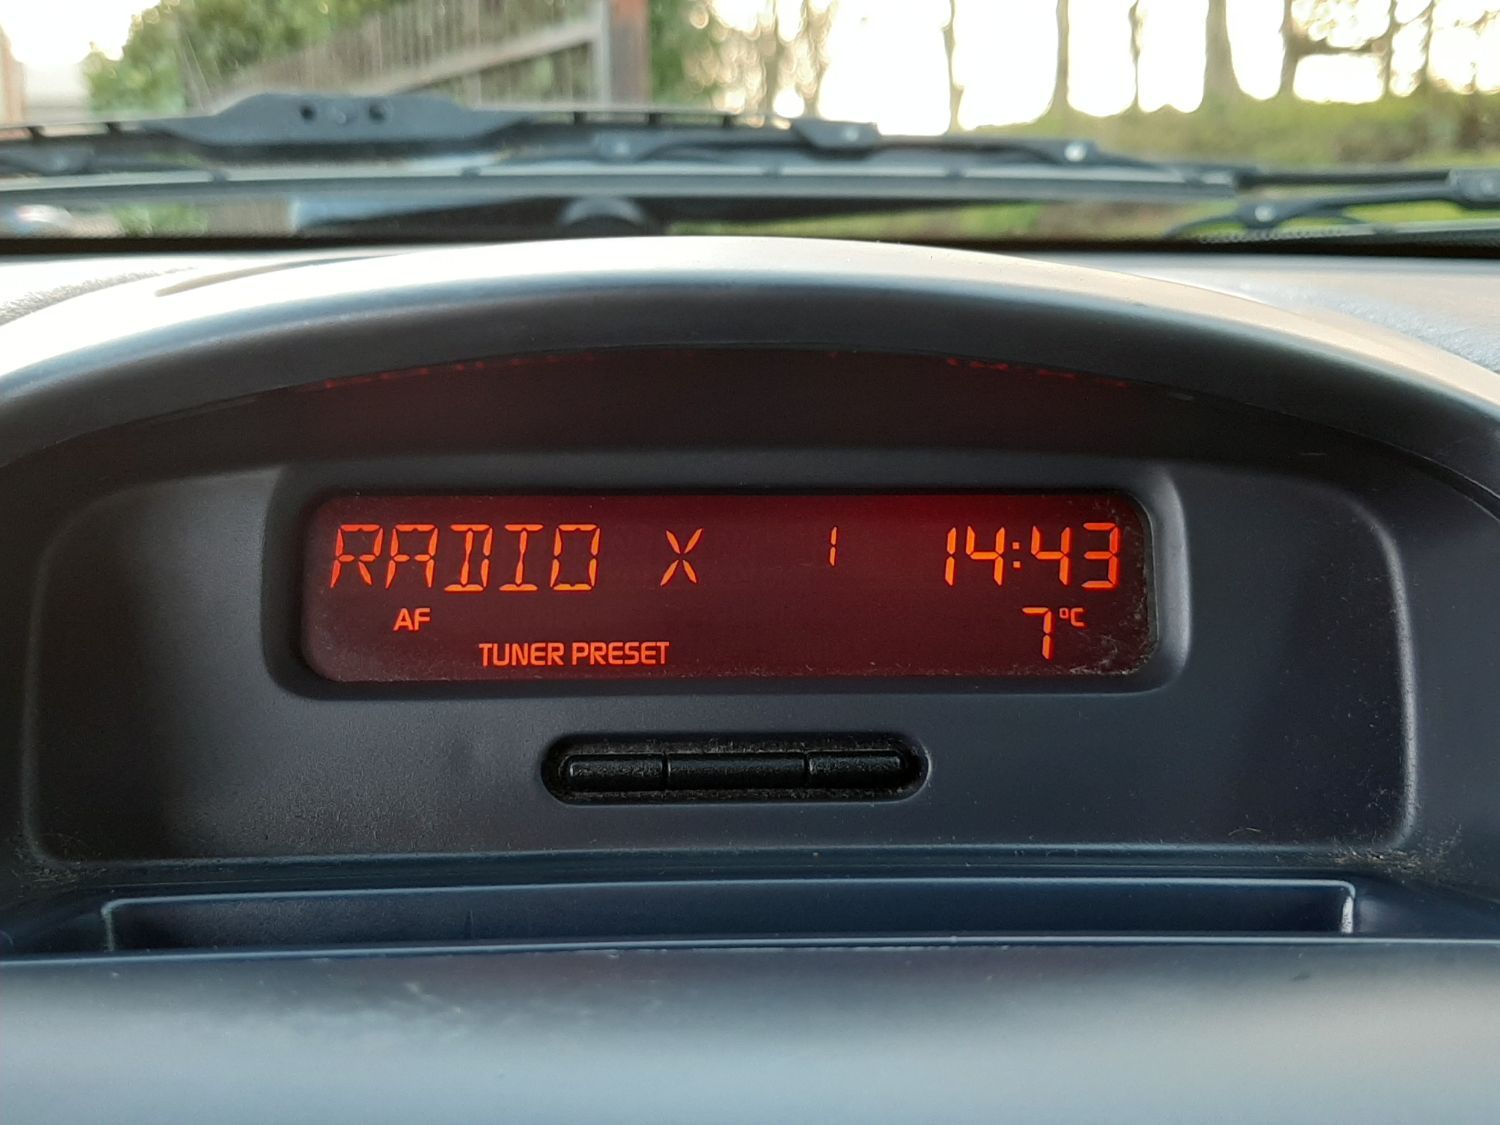 RADIO X 1 14:43
AF 7°C
TUNER PRESET